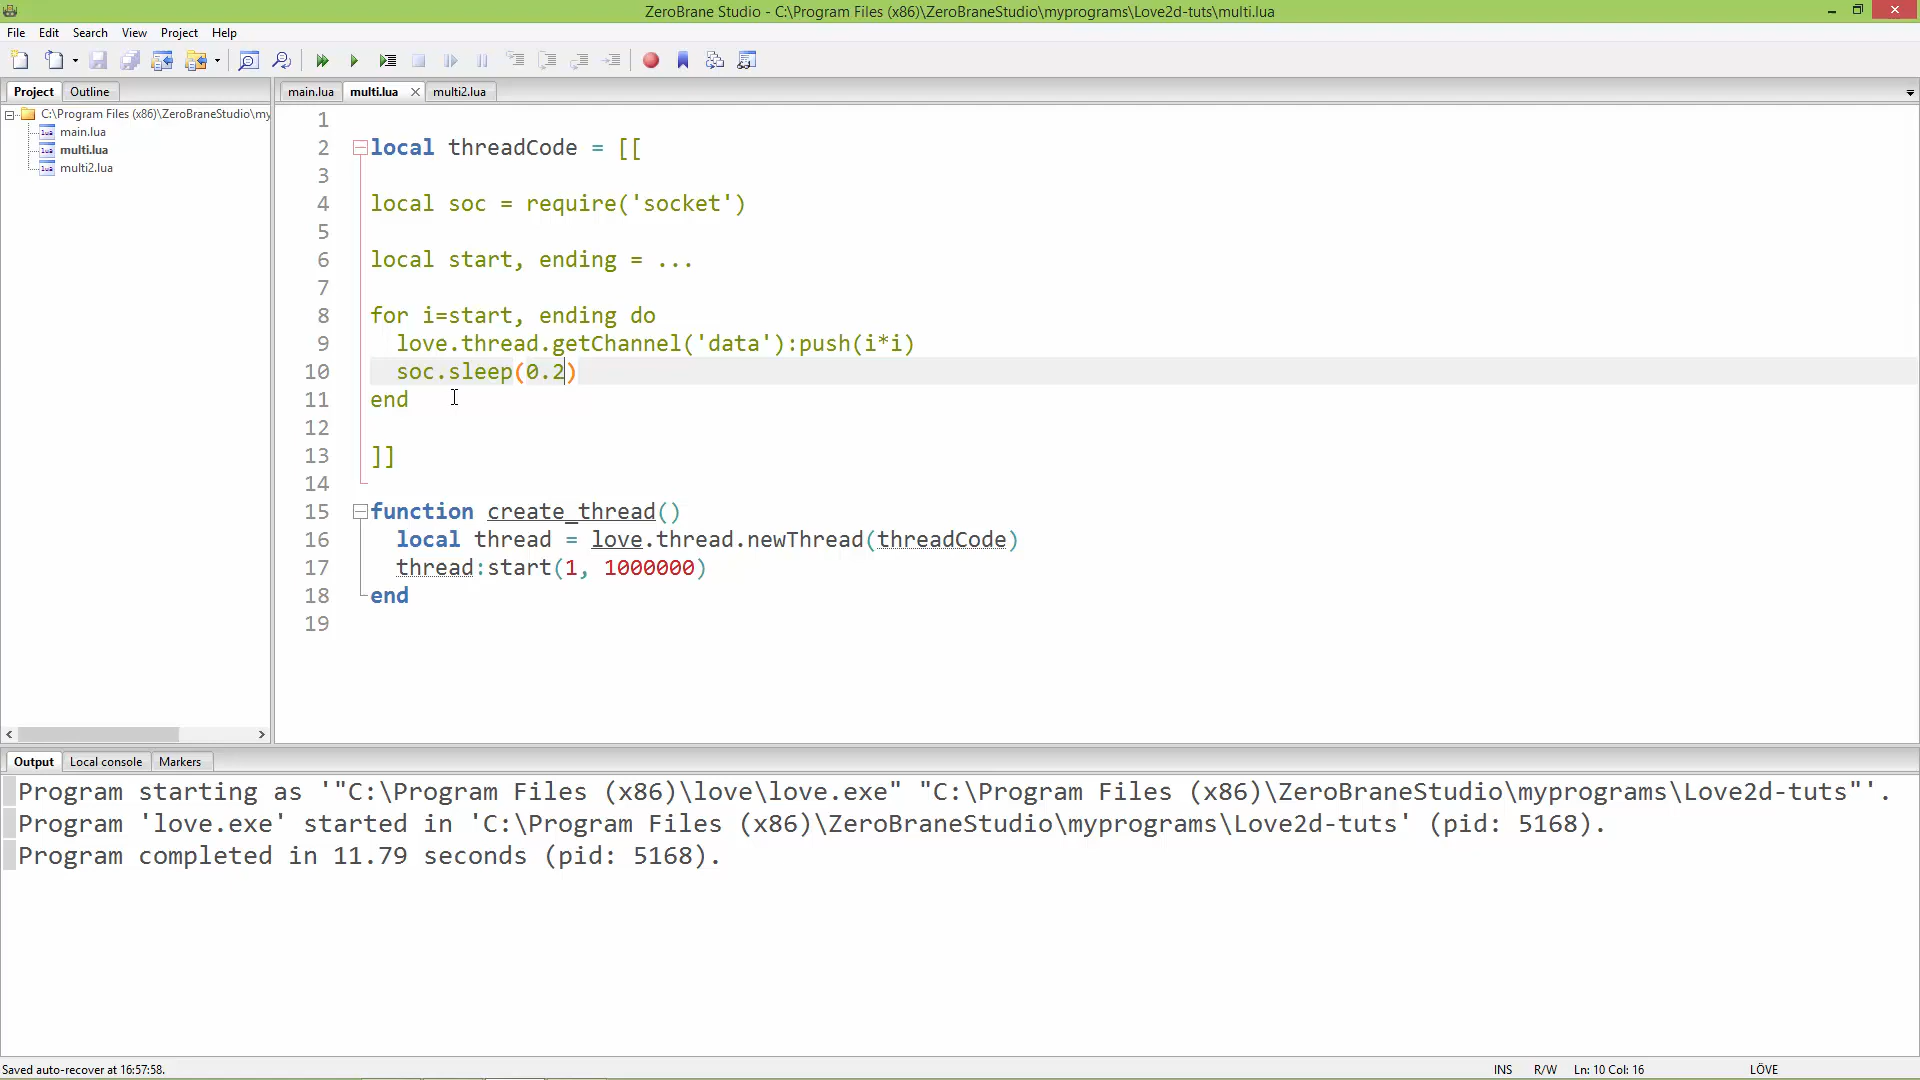 ZeroBrane Studio - C:\Program Files (x86)\ZeroBraneStudio\myprograms\Love2d-tuts\multi.lua
File Edit Search View Project Help
Project Outline
main.lua multi.lua multi2.lua
C:\Program Files (x86)\ZeroBraneStudio\my
main.lua
multi.lua
multi2.lua
1
2 local threadCode = [[
3
4 local soc = require('socket')
5
6 local start, ending = ...
7
8 for i=start, ending do
9 love.thread.getChannel('data'):push(i*i)
10 soc.sleep(0.2)
11 end
12
13 ]]
14
15 function create_thread()
16 local thread = love.thread.newThread(threadCode)
17 thread:start(1, 1000000)
18 end
19
Output Local console Markers
Program starting as '"C:\Program Files (x86)\love\love.exe" "C:\Program Files (x86)\ZeroBraneStudio\myprograms\Love2d-tuts"'.
Program 'love.exe' started in 'C:\Program Files (x86)\ZeroBraneStudio\myprograms\Love2d-tuts' (pid: 5168).
Program completed in 11.79 seconds (pid: 5168).
Saved auto-recover at 16:57:58. INS R/W Ln: 10 Col: 16 LÖVE